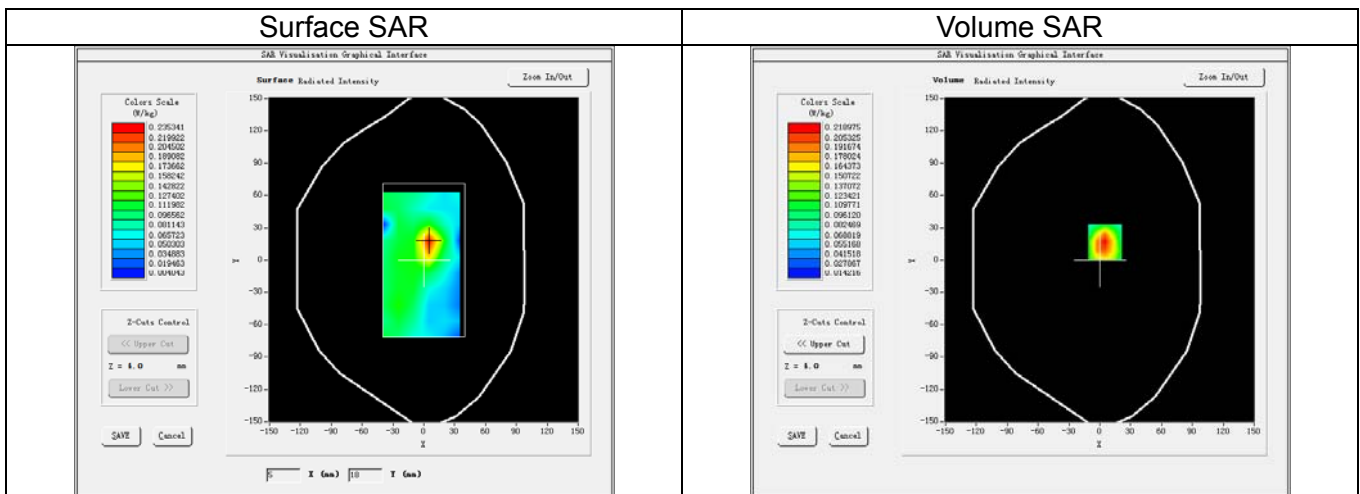 Surface SAR
SAR Visualisation Graphical Interface
Surface Radiated Intensity
Zoom In/Out
Colors Scale
(W/kg)
0.235341
0.219922
0.204502
0.189082
0.173662
0.158242
0.142822
0.127402
0.111982
0.096562
0.081143
0.065723
0.050303
0.034883
0.019463
0.004043
Z-Cuts Control
<< Upper Cut
Lower Cut >>
SAVE
Cancel
150
120
90
60
30
0
-30
-60
-90
-120
-150
Y
-150 -120 -90 -60 -30 0 30 60 90 120 150
X
X (mm)
Y (mm)
Volume SAR
SAR Visualisation Graphical Interface
Volume Radiated Intensity
Zoom In/Out
Colors Scale
(W/kg)
0.218975
0.205325
0.191674
0.178024
0.164373
0.150722
0.137072
0.123421
0.109771
0.096120
0.082469
0.068819
0.055168
0.041518
0.027867
0.014216
Z-Cuts Control
<< Upper Cut
Lower Cut >>
SAVE
Cancel
150
120
90
60
30
0
-30
-60
-90
-120
-150
Y
-150 -120 -90 -60 -30 0 30 60 90 120 150
X